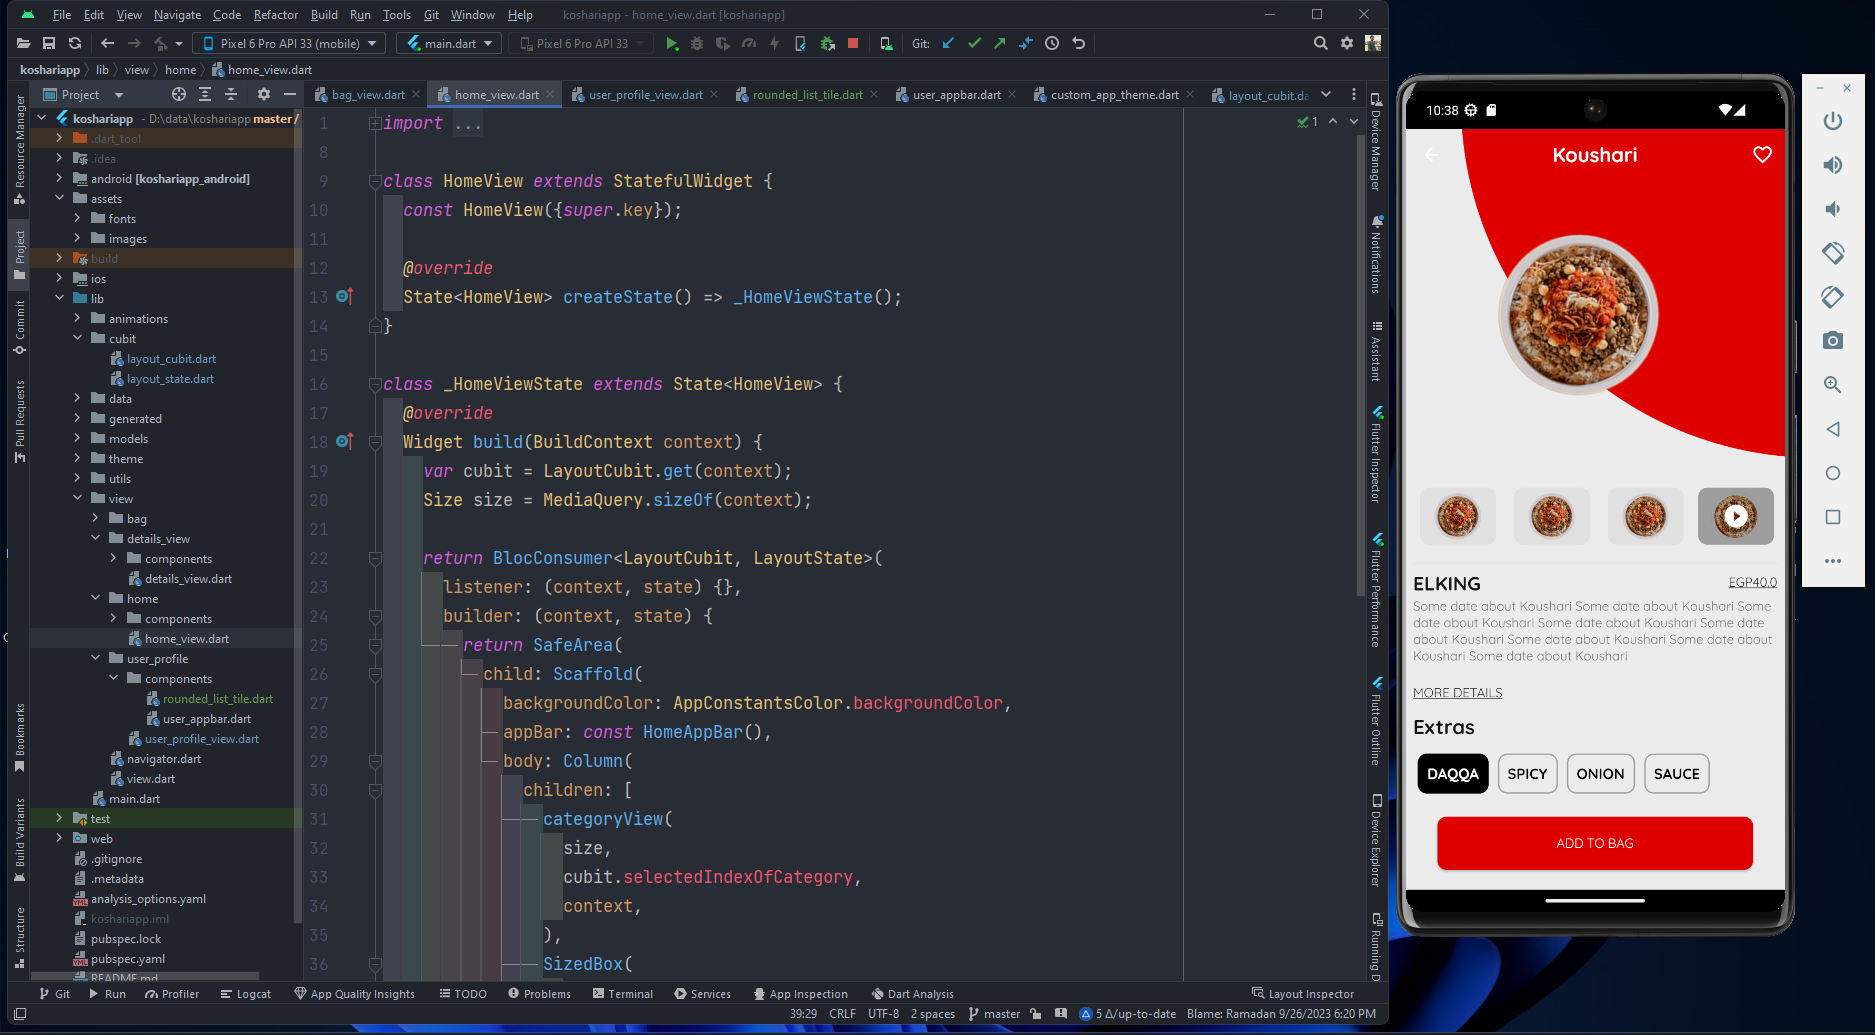 File Edit View Navigate Code Refactor Build Run Tools Git Window Help koshariapp - home_view.dart [koshariapp]
Pixel 6 Pro API 33 (mobile) main.dart Pixel 6 Pro API 33 Git:
koshariapp lib view home home_view.dart
Project bag_view.dart home_view.dart user_profile_view.dart rounded_list_tile.dart user_appbar.dart custom_app_theme.dart layout_cubit.da
Resource Manager
Project
Commit
Pull Requests
Bookmarks
Build Variants
Structure
koshariapp - D:\data\koshariapp master /
.dart_tool
.idea
android [koshariapp_android]
assets
fonts
images
build
ios
lib
animations
cubit
layout_cubit.dart
layout_state.dart
data
generated
models
theme
utils
view
bag
details_view
components
details_view.dart
home
components
home_view.dart
user_profile
components
rounded_list_tile.dart
user_appbar.dart
user_profile_view.dart
navigator.dart
view.dart
main.dart
test
web
.gitignore
.metadata
analysis_options.yaml
koshariapp.iml
pubspec.lock
pubspec.yaml
README.md
1 import ...
8
9 class HomeView extends StatefulWidget {
10 const HomeView({super.key});
11
12 @override
13 State<HomeView> createState() => _HomeViewState();
14 }
15
16 class _HomeViewState extends State<HomeView> {
17 @override
18 Widget build(BuildContext context) {
19 var cubit = LayoutCubit.get(context);
20 Size size = MediaQuery.sizeOf(context);
21
22 return BlocConsumer<LayoutCubit, LayoutState>(
23 listener: (context, state) {},
24 builder: (context, state) {
25 return SafeArea(
26 child: Scaffold(
27 backgroundColor: AppConstantsColor.backgroundColor,
28 appBar: const HomeAppBar(),
29 body: Column(
30 children: [
31 categoryView(
32 size,
33 cubit.selectedIndexOfCategory,
34 context,
35 ),
36 SizedBox(
1
Device Manager
Notifications
Assistant
Flutter Inspector
Flutter Performance
Flutter Outline
Device Explorer
Running D
Git Run Profiler Logcat App Quality Insights TODO Problems Terminal Services App Inspection Dart Analysis Layout Inspector
39:29 CRLF UTF-8 2 spaces master 5 Δ/up-to-date Blame: Ramadan 9/26/2023 6:20 PM
10:38
Koushari
ELKING EGP40.0
Some date about Koushari Some date about Koushari Some
date about Koushari Some date about Koushari Some date
about Koushari Some date about Koushari Some date about
Koushari Some date about Koushari
MORE DETAILS
Extras
DAQQA SPICY ONION SAUCE
ADD TO BAG